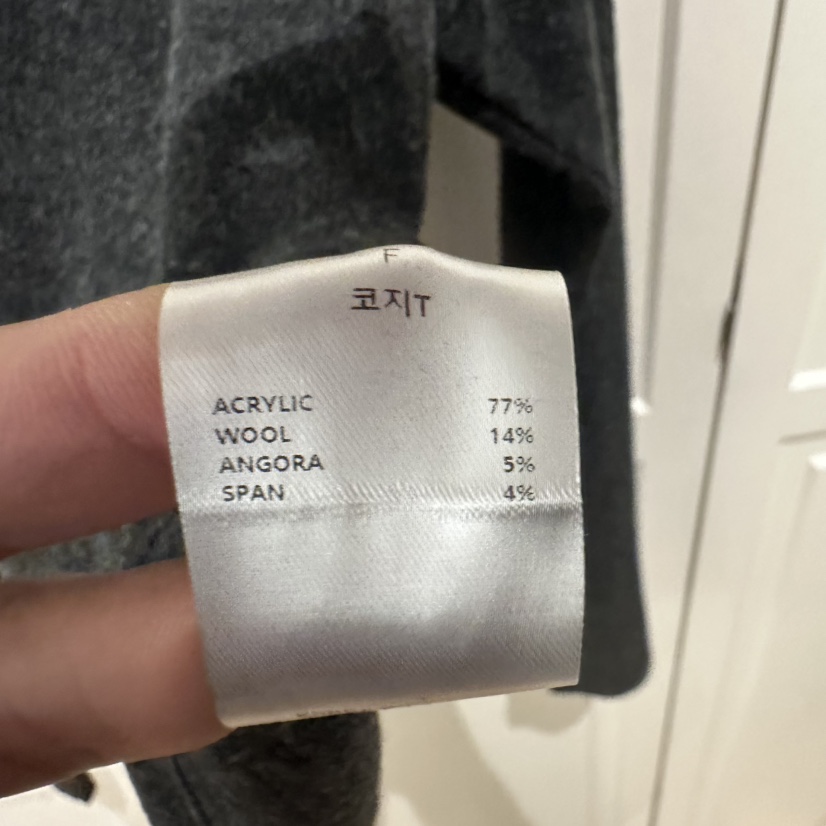 F
코지T
ACRYLIC 77%
WOOL 14%
ANGORA 5%
SPAN 4%